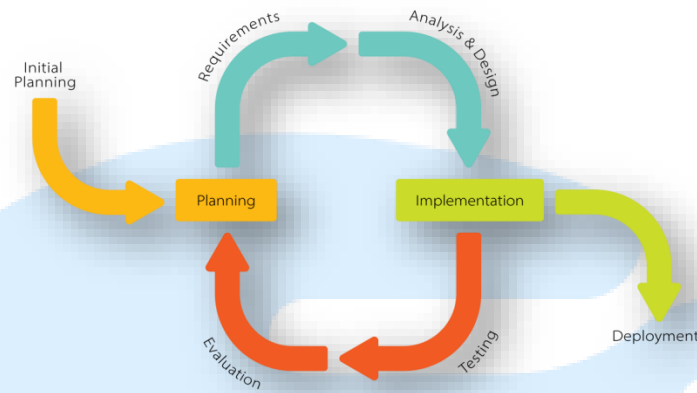 Initial
Planning
Requirements
Analysis & Design
Planning
Implementation
Evaluation
Testing
Deployment